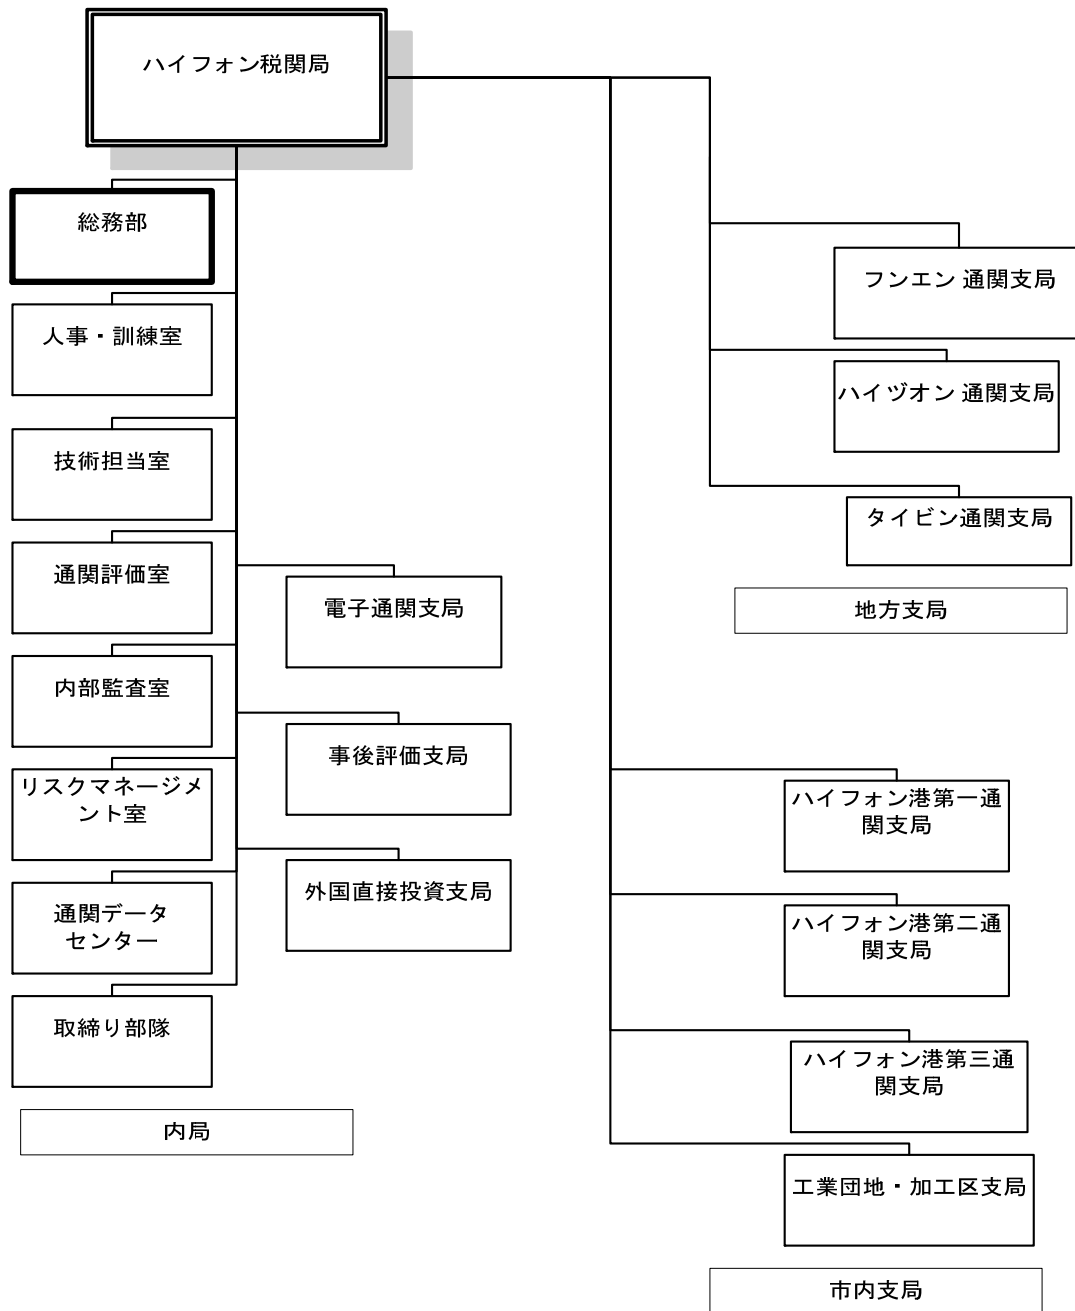 ハイフォン税関局
総務部
人事・訓練室
技術担当室
通関評価室
内部監査室
リスクマネージメ
ント室
通関データ
センター
取締り部隊
内局
電子通関支局
事後評価支局
外国直接投資支局
フンエン 通関支局
ハイヅオン 通関支局
タイビン通関支局
地方支局
ハイフォン港第一通
関支局
ハイフォン港第二通
関支局
ハイフォン港第三通
関支局
工業団地・加工区支局
市内支局